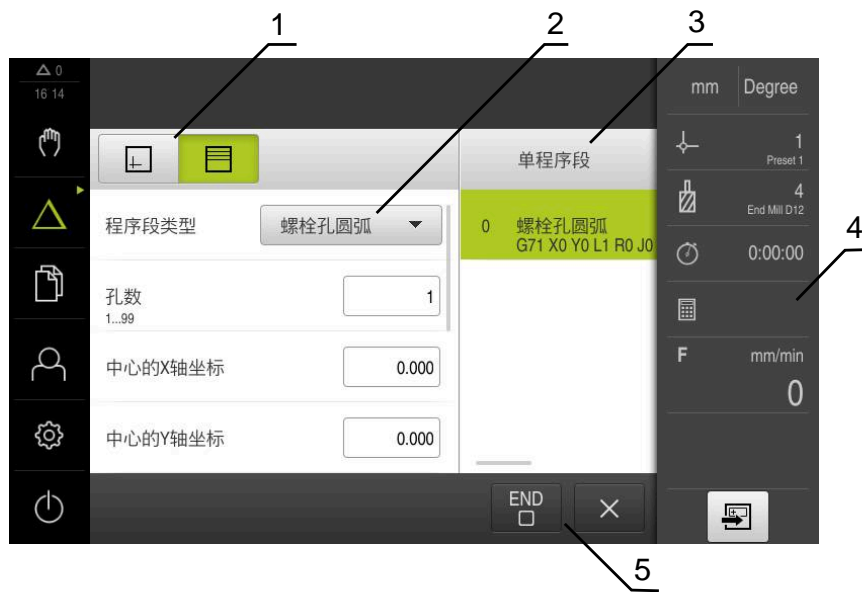 1
2
3
0
16 14
mm Degree
1
Preset 1
单程序段
4
End Mill D12
程序段类型
螺栓孔圆弧
0 螺栓孔圆弧
G71 X0 Y0 L1 R0 J0
4
0:00:00
孔数
1...99
1
F mm/min
0
中心的X轴坐标
0.000
中心的Y轴坐标
0.000
END
5